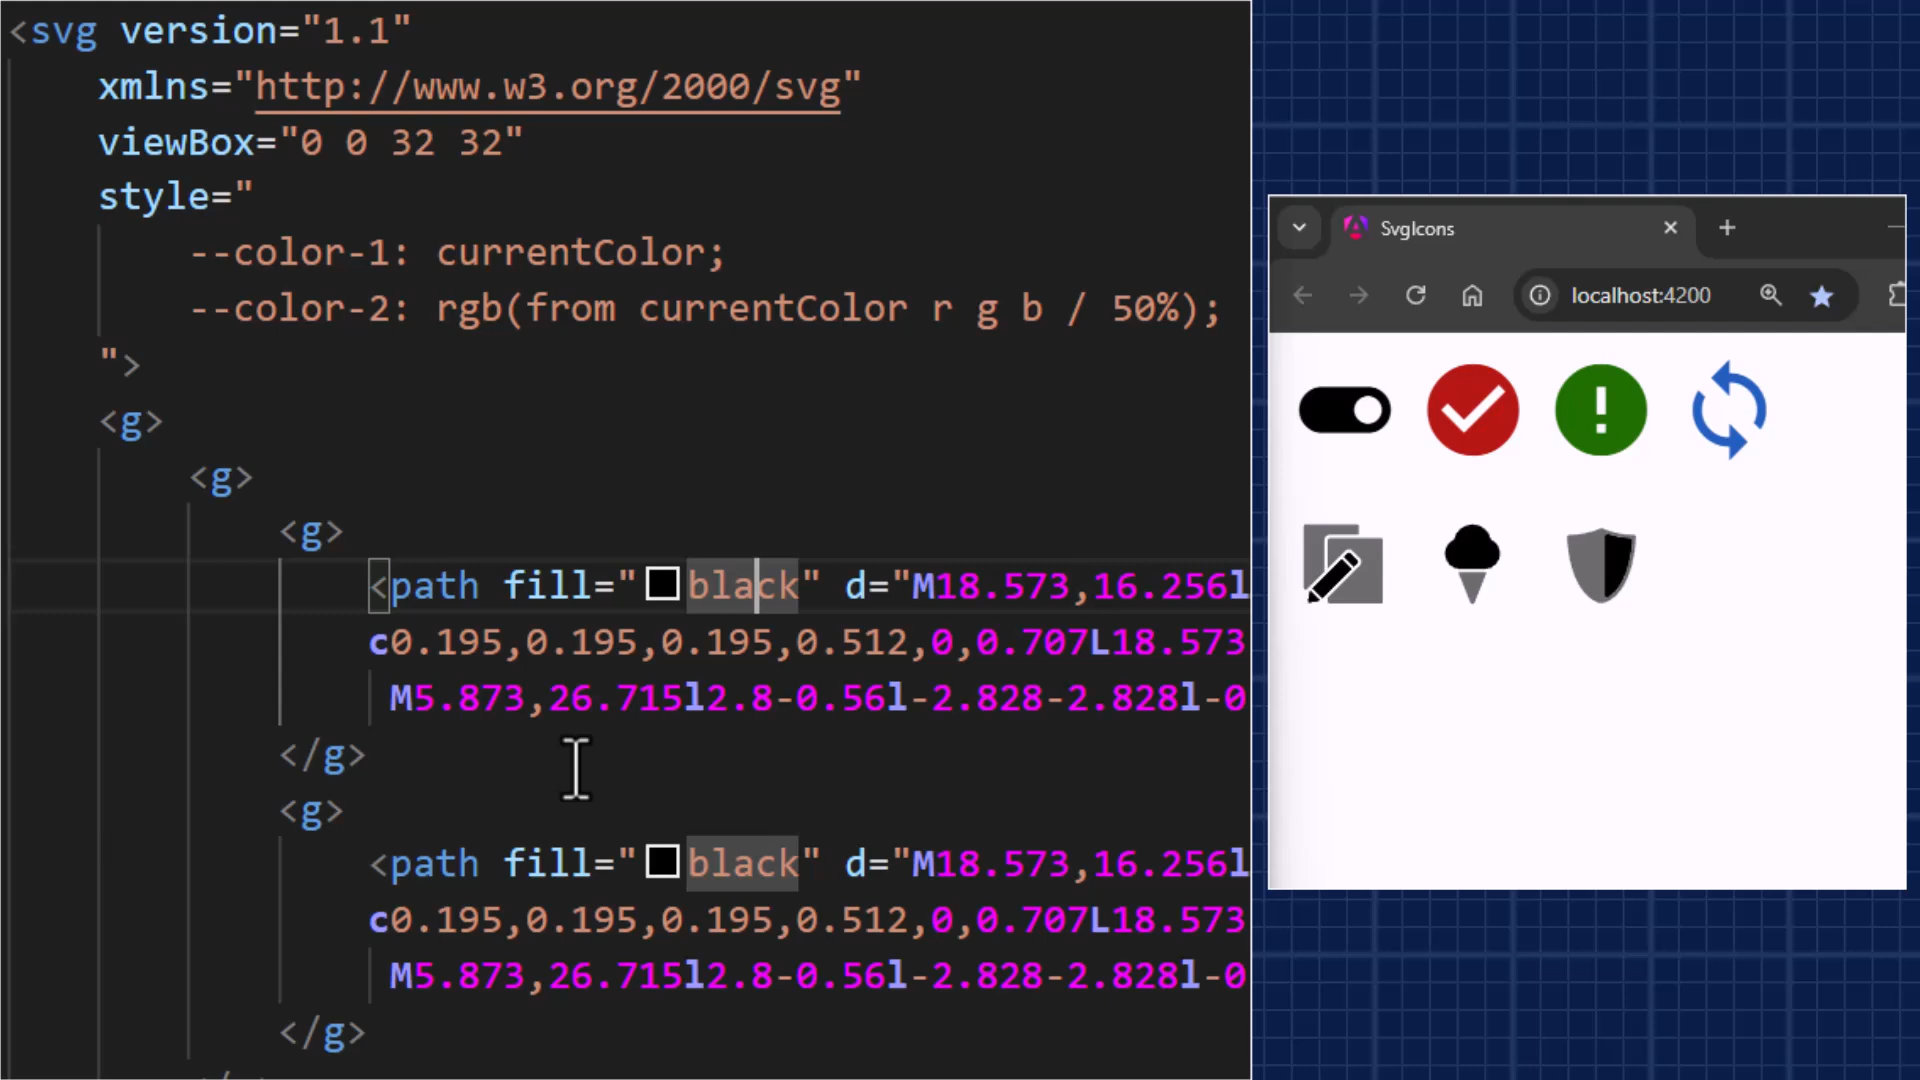 <svg version="1.1"
xmlns="http://www.w3.org/2000/svg"
viewBox="0 0 32 32"
style="
--color-1: currentColor;
--color-2: rgb(from currentColor r g b / 50%);
">
<g>
<g>
<g>
<path fill="black" d="M18.573,16.256l
c0.195,0.195,0.195,0.512,0,0.707L18.573
M5.873,26.715l2.8-0.56l-2.828-2.828l-0
</g>
<g>
<path fill="black" d="M18.573,16.256l
c0.195,0.195,0.195,0.512,0,0.707L18.573
M5.873,26.715l2.8-0.56l-2.828-2.828l-0
</g>
SvgIcons
localhost:4200